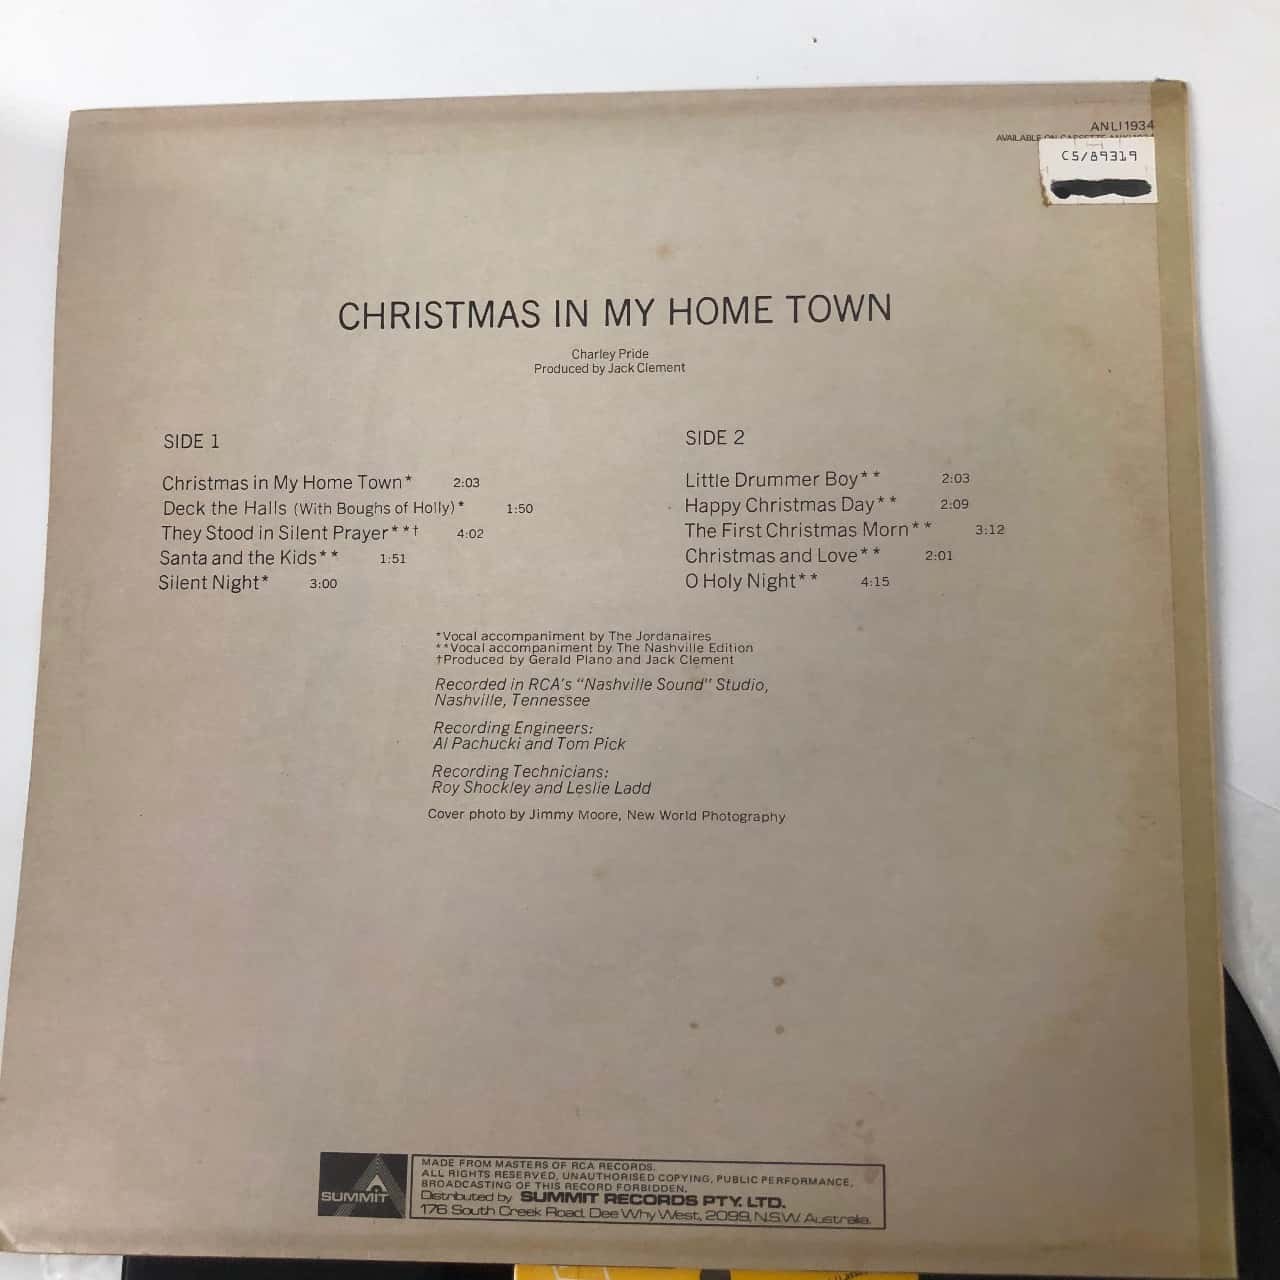 ANLI1934
AVAILABLE ON CASSETTE
C5/89319
CHRISTMAS IN MY HOME TOWN
Charley Pride
Produced by Jack Clement
SIDE 1
Christmas in My Home Town* 2:03
Deck the Halls (With Boughs of Holly)* 1:50
They Stood in Silent Prayer**† 4:02
Santa and the Kids** 1:51
Silent Night* 3:00
SIDE 2
Little Drummer Boy** 2:03
Happy Christmas Day** 2:09
The First Christmas Morn** 3:12
Christmas and Love** 2:01
O Holy Night** 4:15
*Vocal accompaniment by The Jordanaires
**Vocal accompaniment by The Nashville Edition
†Produced by Gerald Plano and Jack Clement
Recorded in RCA's "Nashville Sound" Studio,
Nashville, Tennessee
Recording Engineers:
Al Pachucki and Tom Pick
Recording Technicians:
Roy Shockley and Leslie Ladd
Cover photo by Jimmy Moore, New World Photography
SUMMIT
MADE FROM MASTERS OF RCA RECORDS.
ALL RIGHTS RESERVED, UNAUTHORISED COPYING, PUBLIC PERFORMANCE,
BROADCASTING OF THIS RECORD FORBIDDEN.
Distributed by SUMMIT RECORDS PTY. LTD.
176 South Creek Road, Dee Why West, 2099, N.S.W. Australia.